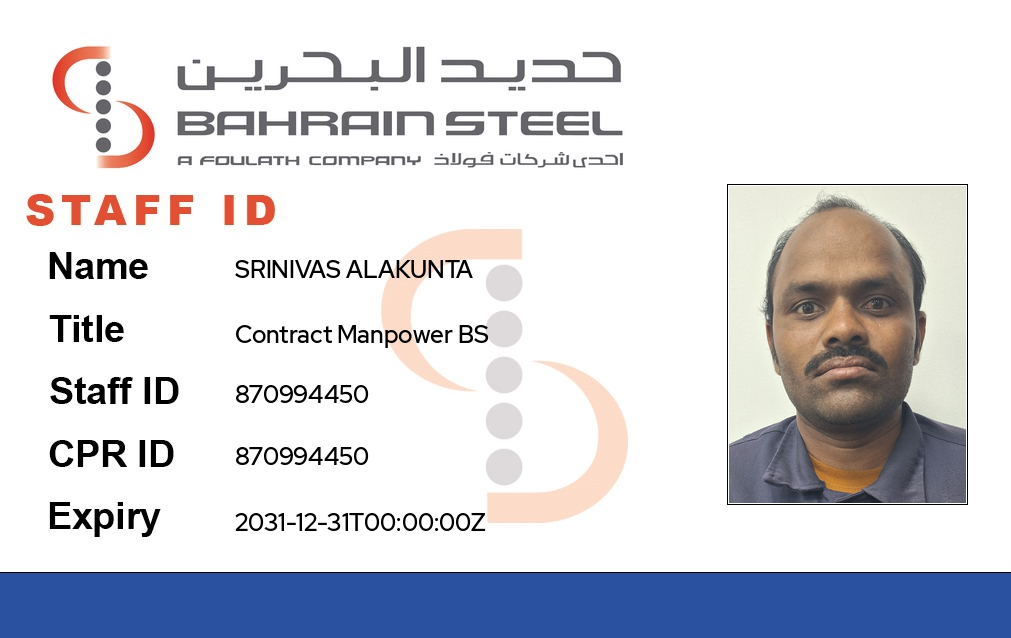 حديد البحرين
BAHRAIN STEEL
A FOULATH COMPANY احدى شركات فولاذ
STAFF ID
Name SRINIVAS ALAKUNTA
Title Contract Manpower BS
Staff ID 870994450
CPR ID 870994450
Expiry 2031-12-31T00:00:00Z